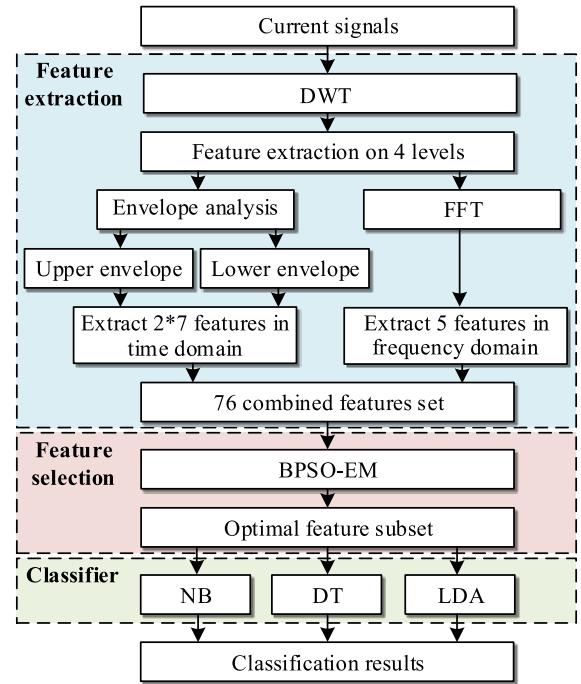 Current signals
Feature
extraction
DWT
Feature extraction on 4 levels
Envelope analysis
FFT
Upper envelope
Lower envelope
Extract 2*7 features in
time domain
Extract 5 features in
frequency domain
76 combined features set
Feature
selection
BPSO-EM
Optimal feature subset
Classifier
NB
DT
LDA
Classification results